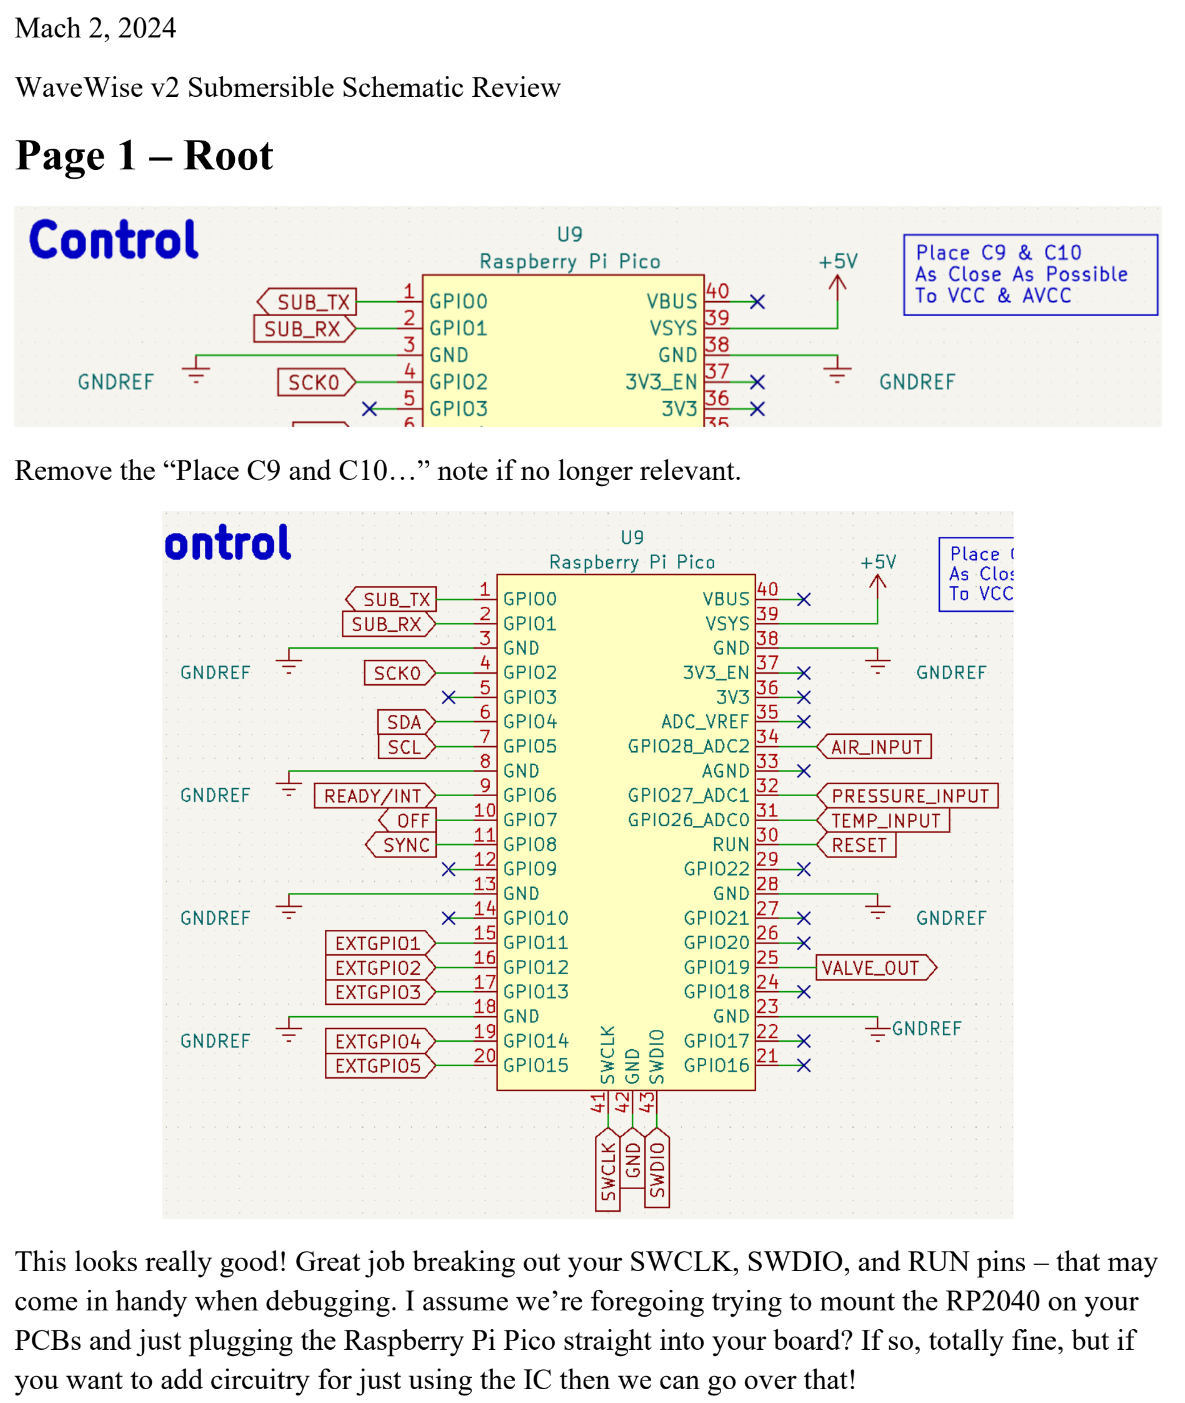 Mach 2, 2024
WaveWise v2 Submersible Schematic Review
Page 1 – Root
Control
U9
Raspberry Pi Pico
+5V
Place C9 & C10
As Close As Possible
To VCC & AVCC
SUB_TX 1 GPIO0 VBUS 40
SUB_RX 2 GPIO1 VSYS 39
3 GND GND 38
GNDREF SCK0 4 GPIO2 3V3_EN 37 GNDREF
5 GPIO3 3V3 36
6 35
Remove the “Place C9 and C10…” note if no longer relevant.
ontrol
U9
Raspberry Pi Pico
+5V
Place
As Clos
To VCC
SUB_TX 1 GPIO0 VBUS 40
SUB_RX 2 GPIO1 VSYS 39
3 GND GND 38
GNDREF SCK0 4 GPIO2 3V3_EN 37 GNDREF
5 GPIO3 3V3 36
SDA 6 GPIO4 ADC_VREF 35
SCL 7 GPIO5 GPIO28_ADC2 34 AIR_INPUT
8 GND AGND 33
GNDREF READY/INT 9 GPIO6 GPIO27_ADC1 32 PRESSURE_INPUT
OFF 10 GPIO7 GPIO26_ADC0 31 TEMP_INPUT
SYNC 11 GPIO8 RUN 30 RESET
12 GPIO9 GPIO22 29
13 GND GND 28
GNDREF 14 GPIO10 GPIO21 27 GNDREF
EXTGPIO1 15 GPIO11 GPIO20 26
EXTGPIO2 16 GPIO12 GPIO19 25 VALVE_OUT
EXTGPIO3 17 GPIO13 GPIO18 24
18 GND GND 23 GNDREF
GNDREF EXTGPIO4 19 GPIO14 GPIO17 22
EXTGPIO5 20 GPIO15 GPIO16 21
SWCLK GND SWDIO
41 42 43
SWCLK GND SWDIO
This looks really good! Great job breaking out your SWCLK, SWDIO, and RUN pins – that may
come in handy when debugging. I assume we’re foregoing trying to mount the RP2040 on your
PCBs and just plugging the Raspberry Pi Pico straight into your board? If so, totally fine, but if
you want to add circuitry for just using the IC then we can go over that!